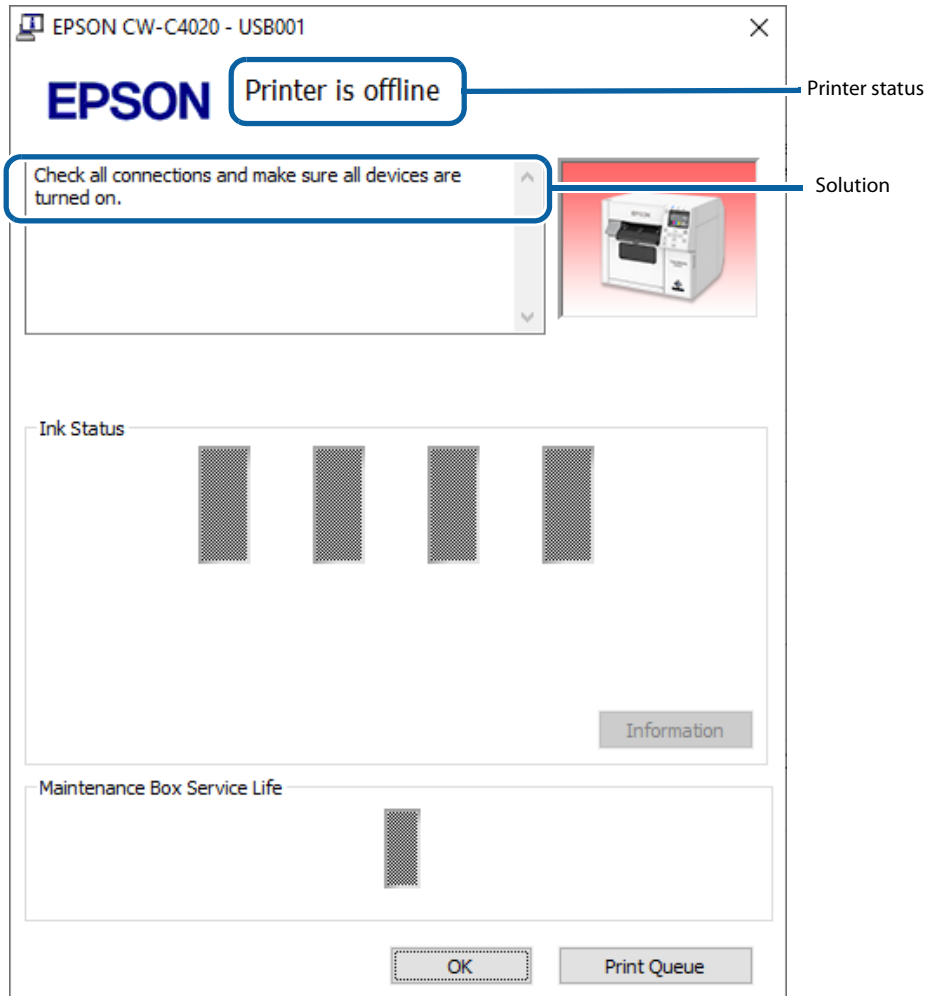 EPSON CW-C4020 - USB001
EPSON
Printer is offline
Printer status
Check all connections and make sure all devices are
turned on.
Solution
EPSON
Ink Status
Information
Maintenance Box Service Life
OK
Print Queue